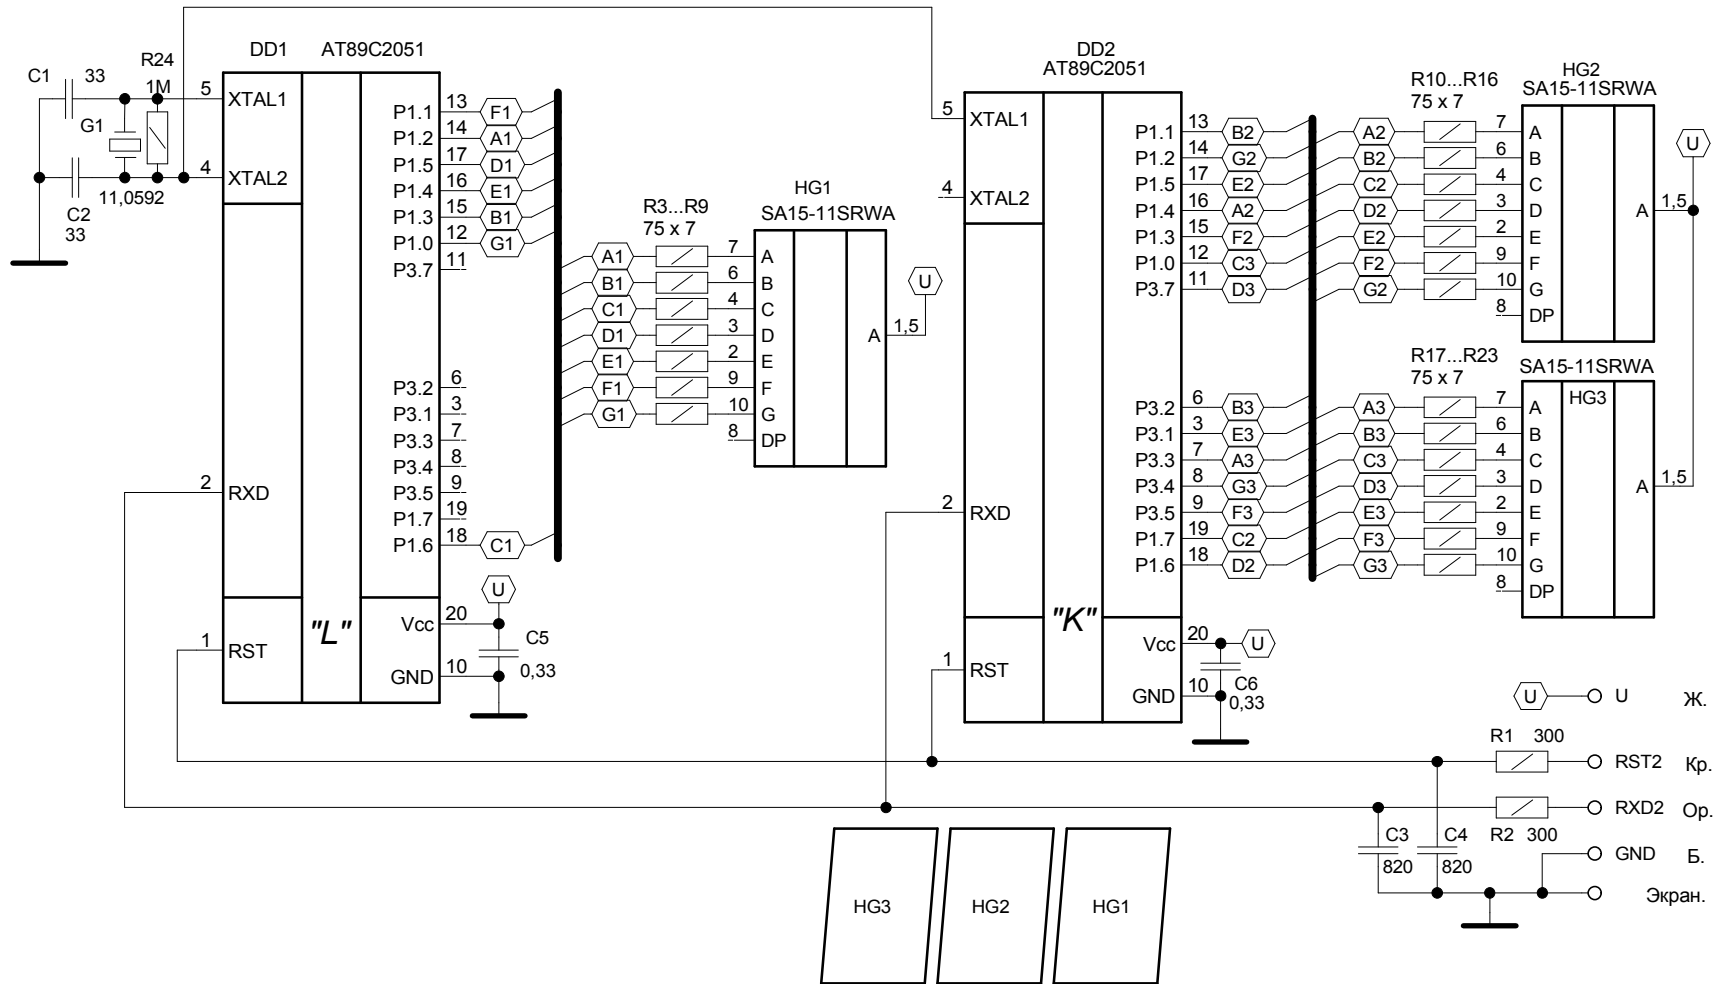 DD1 AT89C2051
C1 33
R24
1M
G1
11,0592
C2
33
5 XTAL1
4 XTAL2
2 RXD
1 RST
"L"
P1.1 13 F1
P1.2 14 A1
P1.5 17 D1
P1.4 16 E1
P1.3 15 B1
P1.0 12 G1
P3.7 11
P3.2 6
P3.1 3
P3.3 7
P3.4 8
P3.5 9
P1.7 19
P1.6 18 C1
U
Vcc 20
C5
0,33
GND 10
R3...R9
75 x 7
HG1
SA15-11SRWA
A1 7 A
B1 6 B
C1 4 C
D1 3 D
E1 2 E
F1 9 F
G1 10 G
8 DP
A 1,5
U
DD2
AT89C2051
5 XTAL1
4 XTAL2
2 RXD
1 RST
"K"
P1.1 13 B2
P1.2 14 G2
P1.5 17 E2
P1.4 16 A2
P1.3 15 F2
P1.0 12 C3
P3.7 11 D3
P3.2 6 B3
P3.1 3 E3
P3.3 7 A3
P3.4 8 G3
P3.5 9 F3
P1.7 19 C2
P1.6 18 D2
Vcc 20 U
GND 10
C6
0,33
R10...R16
75 x 7
HG2
SA15-11SRWA
A2 7 A
B2 6 B
C2 4 C
D2 3 D
E2 2 E
F2 9 F
G2 10 G
8 DP
A 1,5
U
R17...R23
75 x 7
SA15-11SRWA
HG3
A3 7 A
B3 6 B
C3 4 C
D3 3 D
E3 2 E
F3 9 F
G3 10 G
8 DP
A 1,5
U U Ж.
R1 300
RST2 Кр.
RXD2 Ор.
R2 300
C3
820
C4
820
GND Б.
Экран.
HG3 HG2 HG1